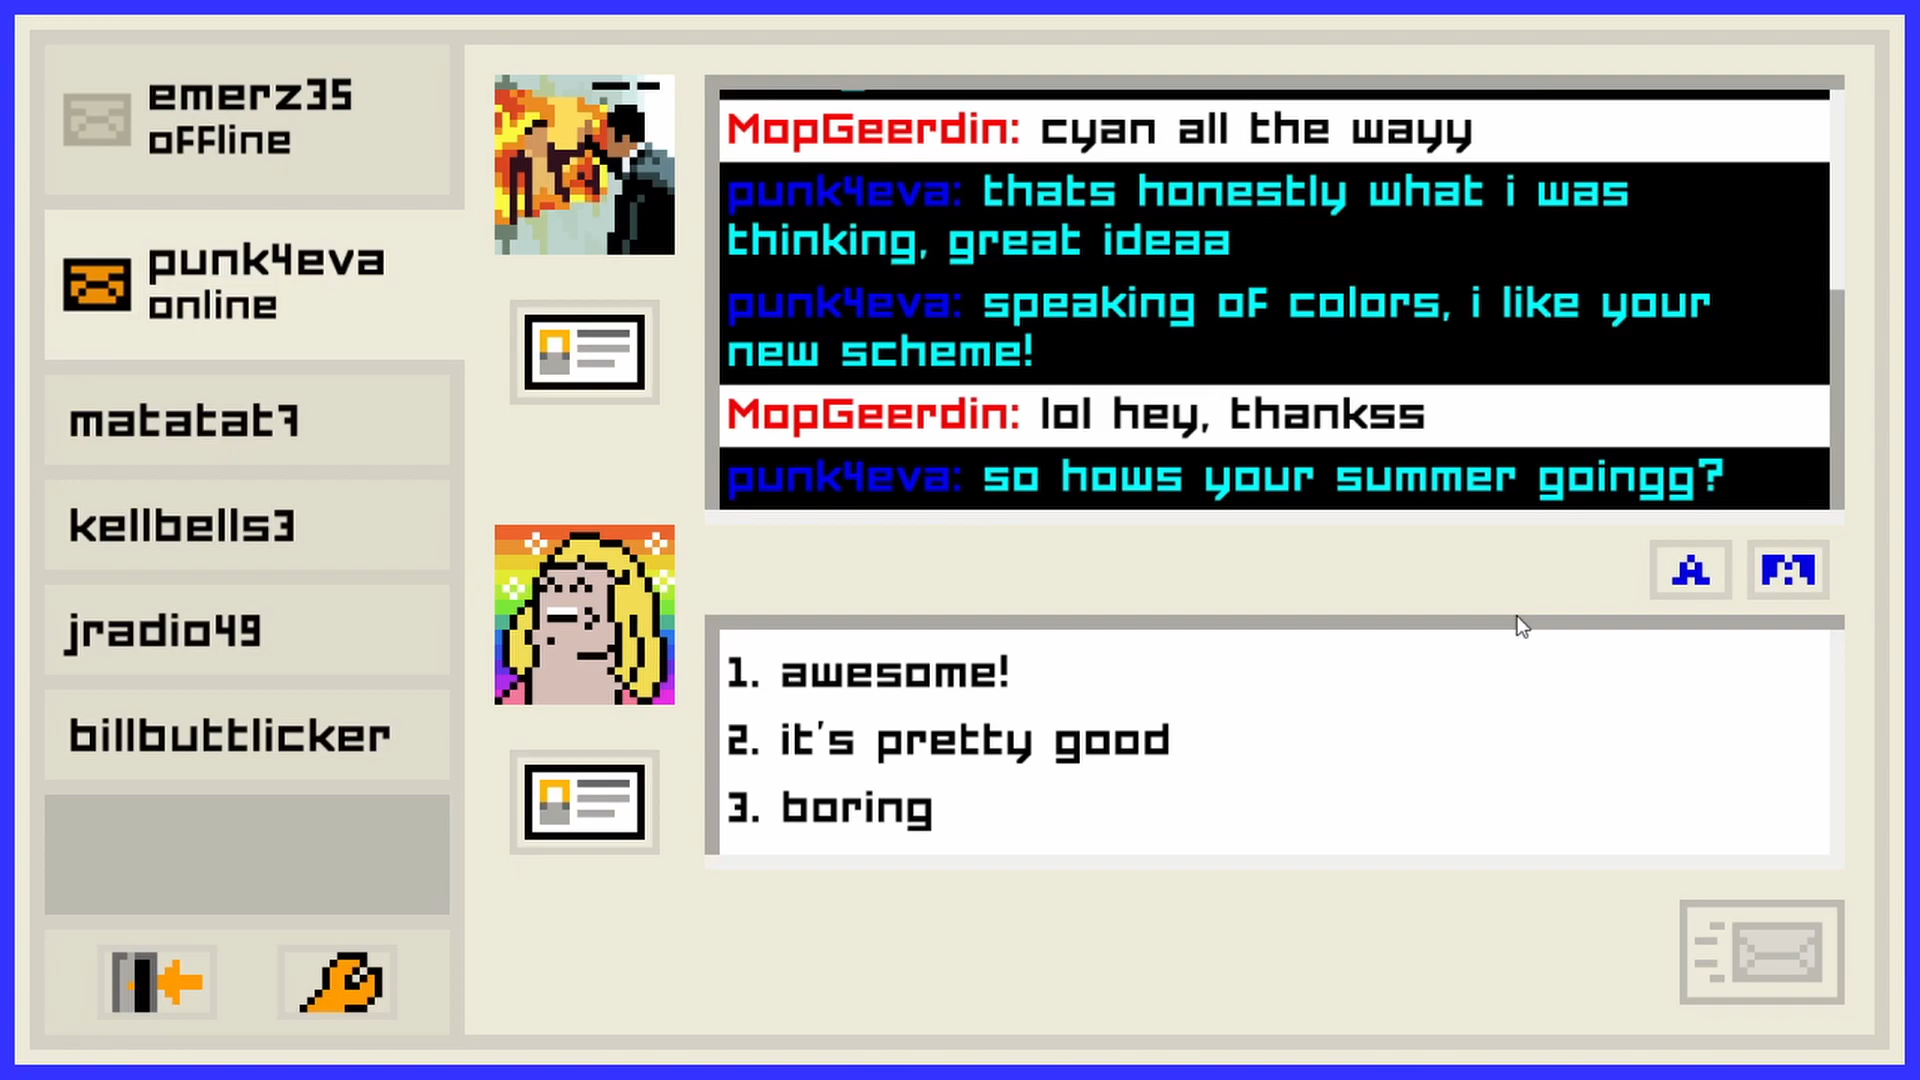 emerz35
offline
punk4eva
online
matatat7
kellbells3
jradio49
billbuttlicker
MopGeerdin: cyan all the wayy
punk4eva: thats honestly what i was
thinking, great ideaa
punk4eva: speaking of colors, i like your
new scheme!
MopGeerdin: lol hey, thankss
punk4eva: so hows your summer goingg?
A
1. awesome!
2. it's pretty good
3. boring